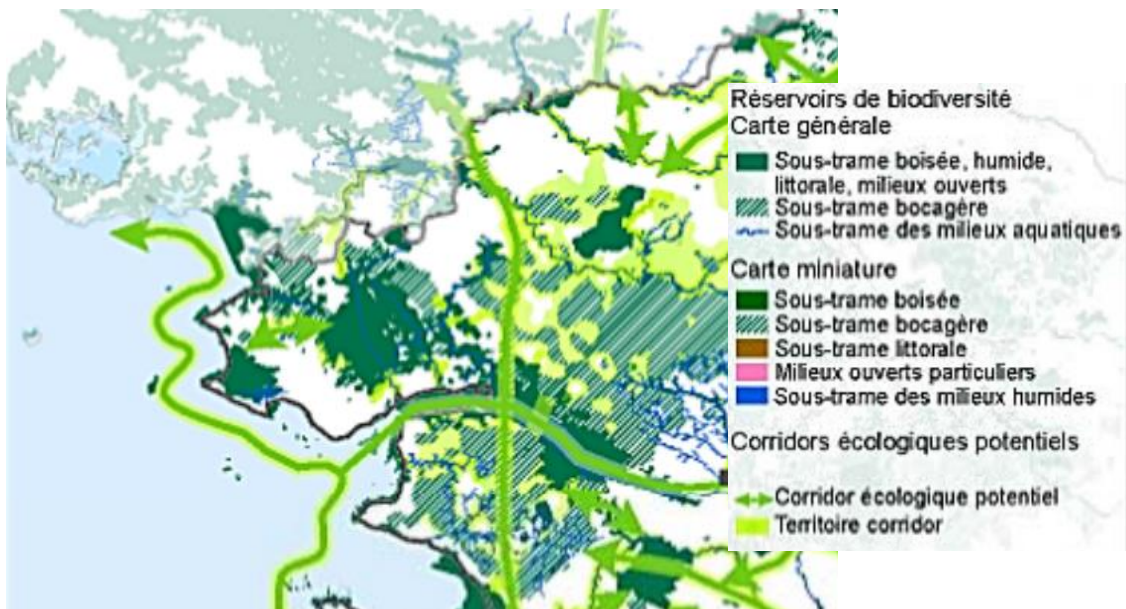 Réservoirs de biodiversité
Carte générale
Sous-trame boisée, humide,
littorale, milieux ouverts
Sous-trame bocagère
Sous-trame des milieux aquatiques
Carte miniature
Sous-trame boisée
Sous-trame bocagère
Sous-trame littorale
Milieux ouverts particuliers
Sous-trame des milieux humides
Corridors écologiques potentiels
Corridor écologique potentiel
Territoire corridor